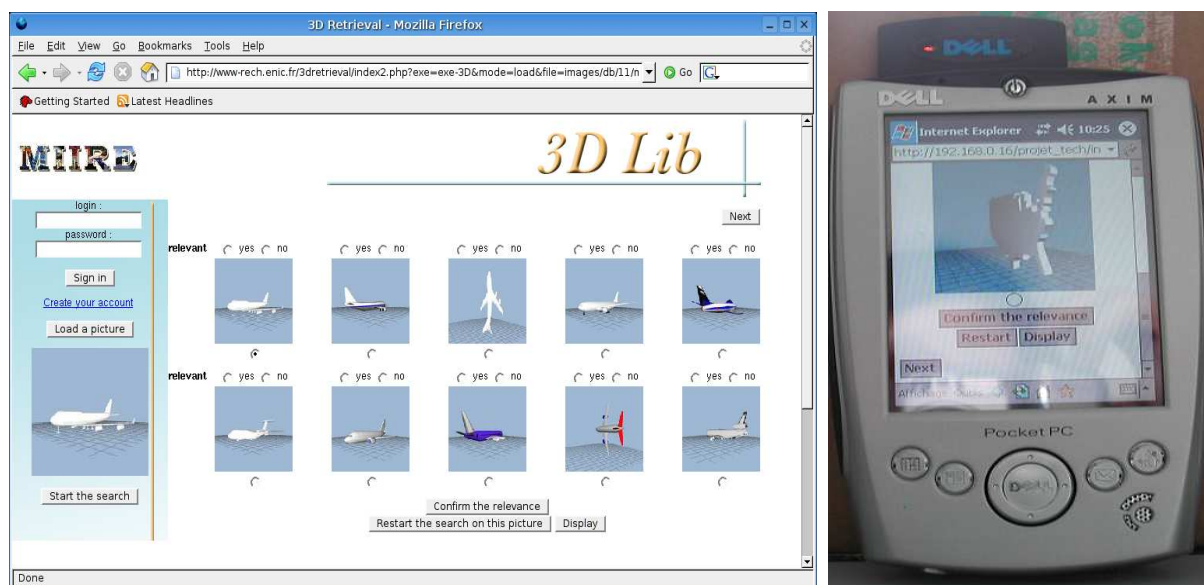 3D Retrieval - Mozilla Firefox
File Edit View Go Bookmarks Tools Help
http://www-rech.enic.fr/3dretrieval/index2.php?exe=exe-3D&mode=load&file=images/db/11/n
Go
Getting Started Latest Headlines
MIIRE
3D Lib
login :
password :
Sign in
Create your account
Load a picture
Start the search
Next
relevant yes no yes no yes no yes no yes no
relevant yes no yes no yes no yes no yes no
Confirm the relevance
Restart the search on this picture Display
Done
DELL
DELL AXIM
Internet Explorer 10:25
http://192.168.0.16/projet_tech/in
Confirm the relevance
Restart Display
Next
Affichage Outils
Pocket PC
DELL